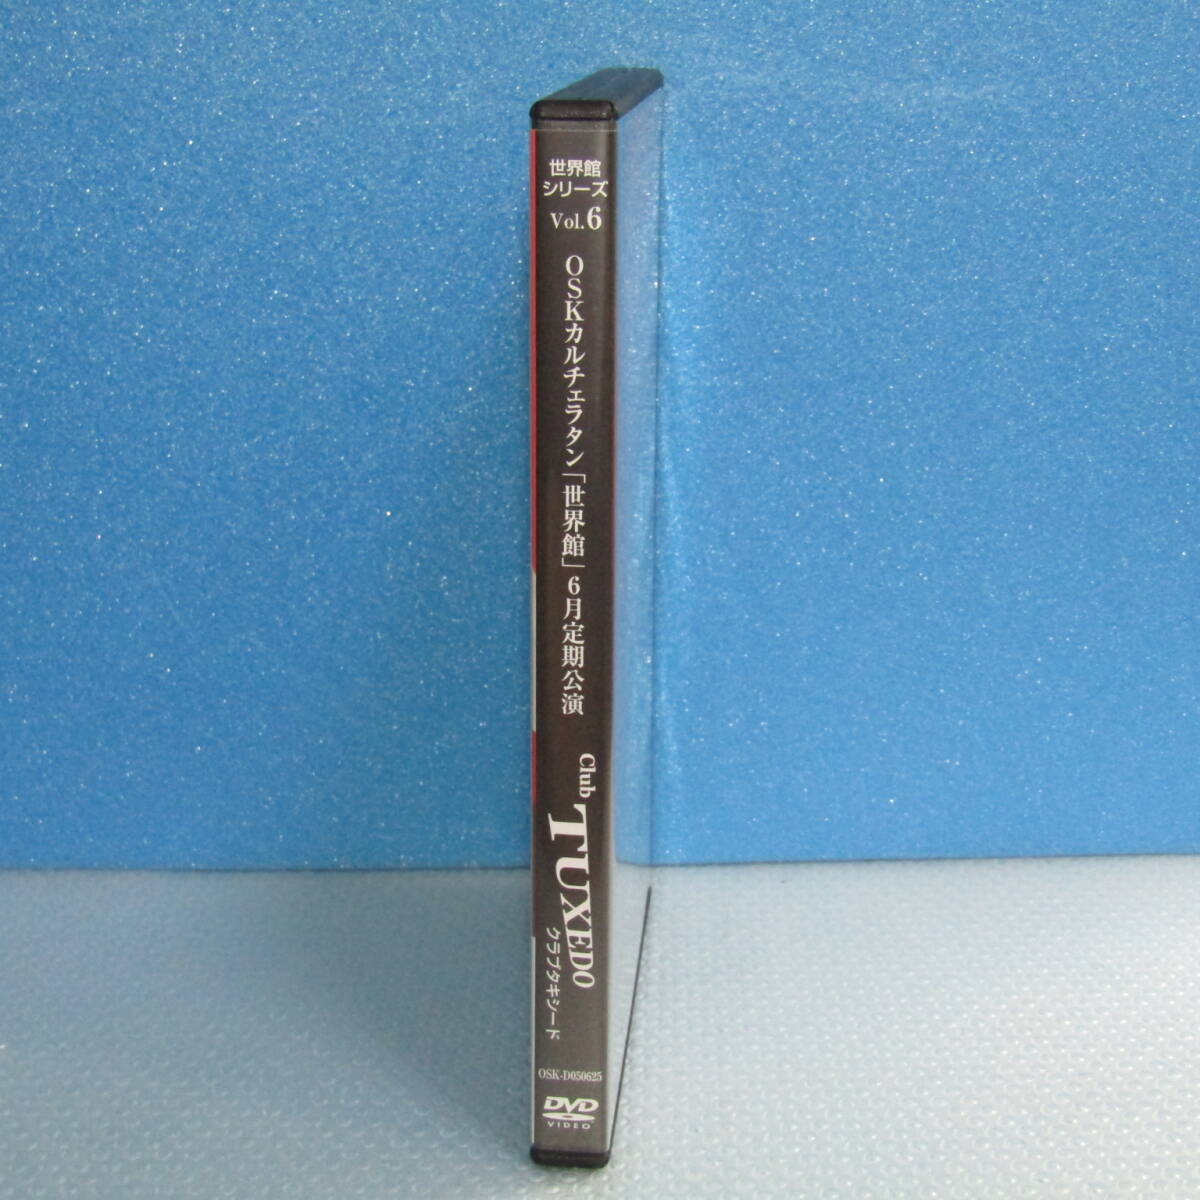 世界館
シリーズ
Vol.6
OSKカルチェラタン「世界館」6月定期公演
Club
TUXEDO
クラブタキシード
OSK-D050625
DVD
VIDEO